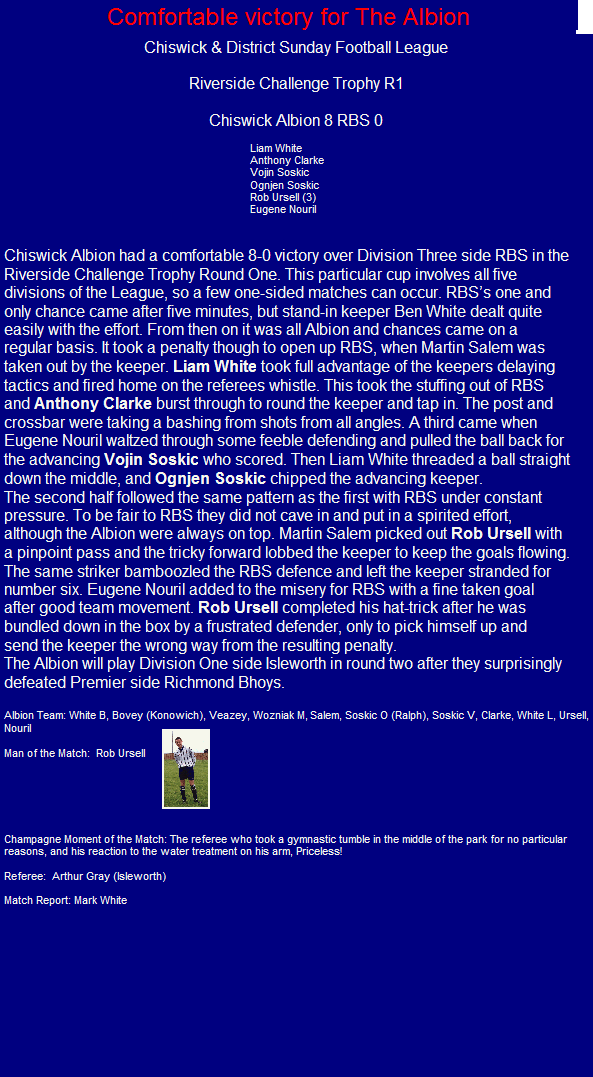 Comfortable victory for The Albion
Chiswick & District Sunday Football League
Riverside Challenge Trophy R1
Chiswick Albion 8 RBS 0
Liam White
Anthony Clarke
Vojin Soskic
Ognjen Soskic
Rob Ursell (3)
Eugene Nouril
Chiswick Albion had a comfortable 8-0 victory over Division Three side RBS in the
Riverside Challenge Trophy Round One. This particular cup involves all five
divisions of the League, so a few one-sided matches can occur. RBS’s one and
only chance came after five minutes, but stand-in keeper Ben White dealt quite
easily with the effort. From then on it was all Albion and chances came on a
regular basis. It took a penalty though to open up RBS, when Martin Salem was
taken out by the keeper. Liam White took full advantage of the keepers delaying
tactics and fired home on the referees whistle. This took the stuffing out of RBS
and Anthony Clarke burst through to round the keeper and tap in. The post and
crossbar were taking a bashing from shots from all angles. A third came when
Eugene Nouril waltzed through some feeble defending and pulled the ball back for
the advancing Vojin Soskic who scored. Then Liam White threaded a ball straight
down the middle, and Ognjen Soskic chipped the advancing keeper.
The second half followed the same pattern as the first with RBS under constant
pressure. To be fair to RBS they did not cave in and put in a spirited effort,
although the Albion were always on top. Martin Salem picked out Rob Ursell with
a pinpoint pass and the tricky forward lobbed the keeper to keep the goals flowing.
The same striker bamboozled the RBS defence and left the keeper stranded for
number six. Eugene Nouril added to the misery for RBS with a fine taken goal
after good team movement. Rob Ursell completed his hat-trick after he was
bundled down in the box by a frustrated defender, only to pick himself up and
send the keeper the wrong way from the resulting penalty.
The Albion will play Division One side Isleworth in round two after they surprisingly
defeated Premier side Richmond Bhoys.
Albion Team: White B, Bovey (Konowich), Veazey, Wozniak M, Salem, Soskic O (Ralph), Soskic V, Clarke, White L, Ursell,
Nouril
Man of the Match: Rob Ursell
Champagne Moment of the Match: The referee who took a gymnastic tumble in the middle of the park for no particular
reasons, and his reaction to the water treatment on his arm, Priceless!
Referee: Arthur Gray (Isleworth)
Match Report: Mark White